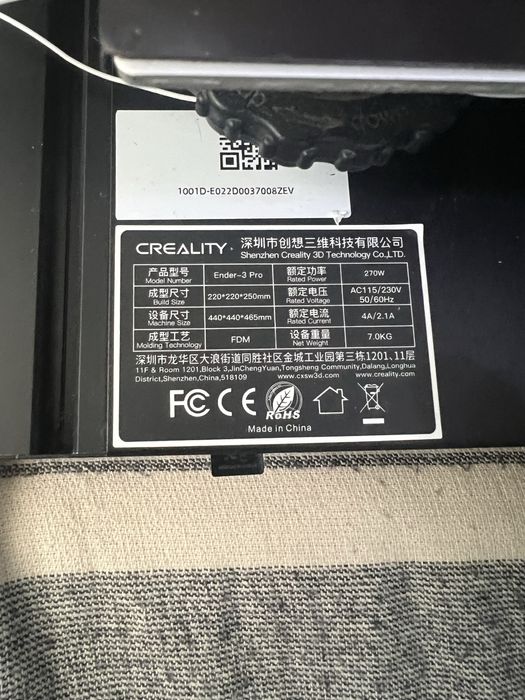 1001D-E022D0037008ZEV
CREALITY 深圳市创想三维科技有限公司
Shenzhen Creality 3D Technology Co.,LTD.
产品型号 Ender-3 Pro 额定功率 270W
Model Number Rated Power
成型尺寸 220*220*250mm 额定电压 AC115/230V
Build Size Rated Voltage 50/60Hz
设备尺寸 440*440*465mm 额定电流 4A/2.1A
Machine Size Rated Current
成型工艺 FDM 设备重量 7.0KG
Molding Technology Net Weight
深圳市龙华区大浪街道同胜社区金城工业园第三栋1201,11层
11F & Room 1201,Block 3,JinChengYuan,Tongsheng Community,Dalang,Longhua
District,Shenzhen,China,518109 www.cxsw3d.com www.creality.com
FC CE RoHS
Made in China